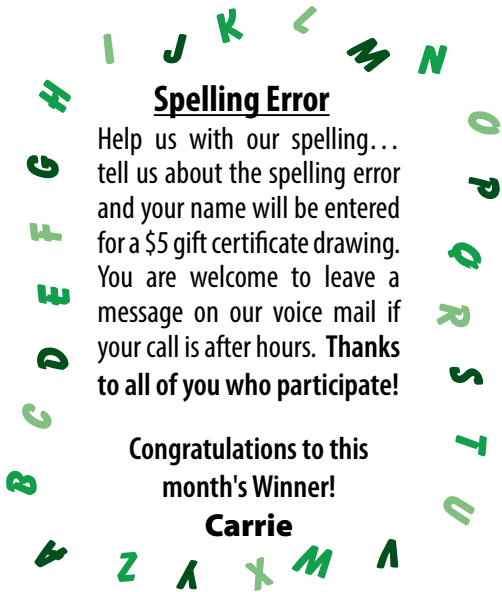 Spelling Error
Help us with our spelling...
tell us about the spelling error
and your name will be entered
for a $5 gift certificate drawing.
You are welcome to leave a
message on our voice mail if
your call is after hours. Thanks
to all of you who participate!
Congratulations to this
month's Winner!
Carrie
A
B
C
D
E
F
G
H
I
J
K
L
M
N
O
P
Q
R
S
T
U
V
W
X
Y
Z